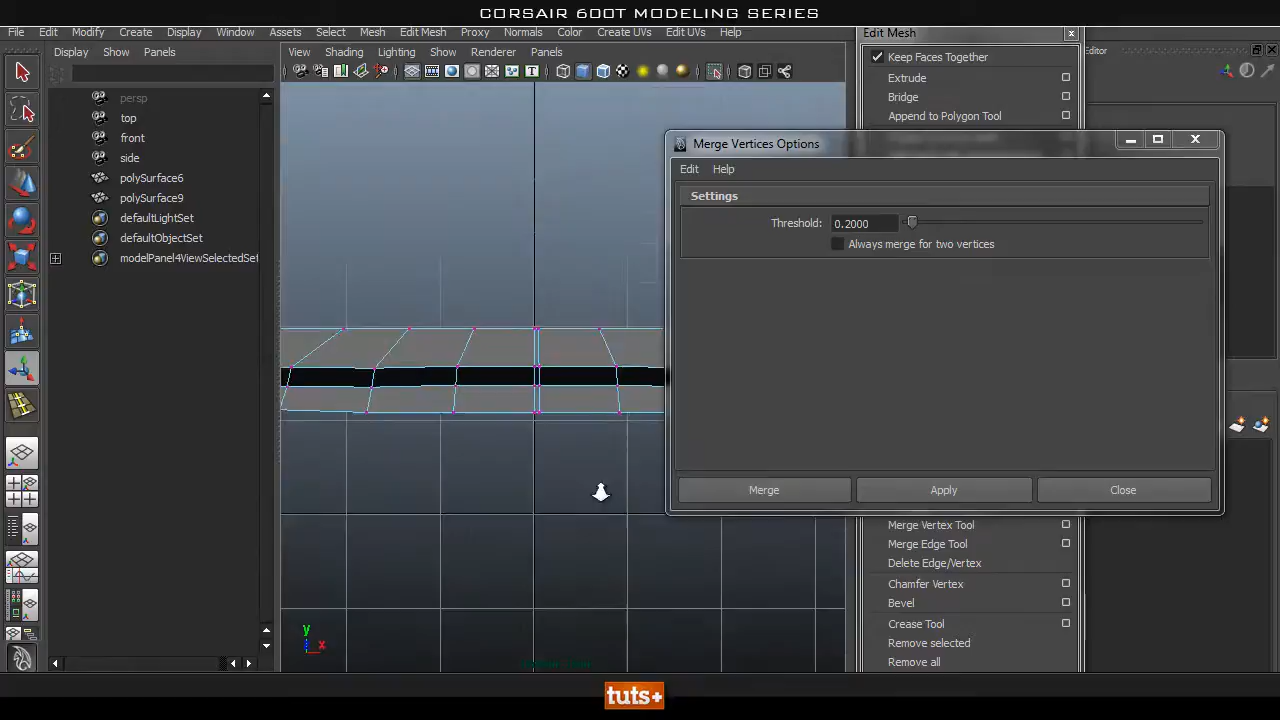 CORSAIR 600T MODELING SERIES
File Edit Modify Create Display Window Assets Select Mesh Edit Mesh Proxy Normals Color Create UVs Edit UVs Help
Edit Mesh
Editor
Display Show Panels
View Shading Lighting Show Renderer Panels
Keep Faces Together
Extrude
Bridge
Append to Polygon Tool
persp
top
front
side
polySurface6
polySurface9
defaultLightSet
defaultObjectSet
modelPanel4ViewSelectedSet
Merge Vertices Options
Edit Help
Settings
Threshold: 0.2000
Always merge for two vertices
Merge Apply Close
Merge Vertex Tool
Merge Edge Tool
Delete Edge/Vertex
Chamfer Vertex
Bevel
Crease Tool
Remove selected
Remove all
y
x
tuts+